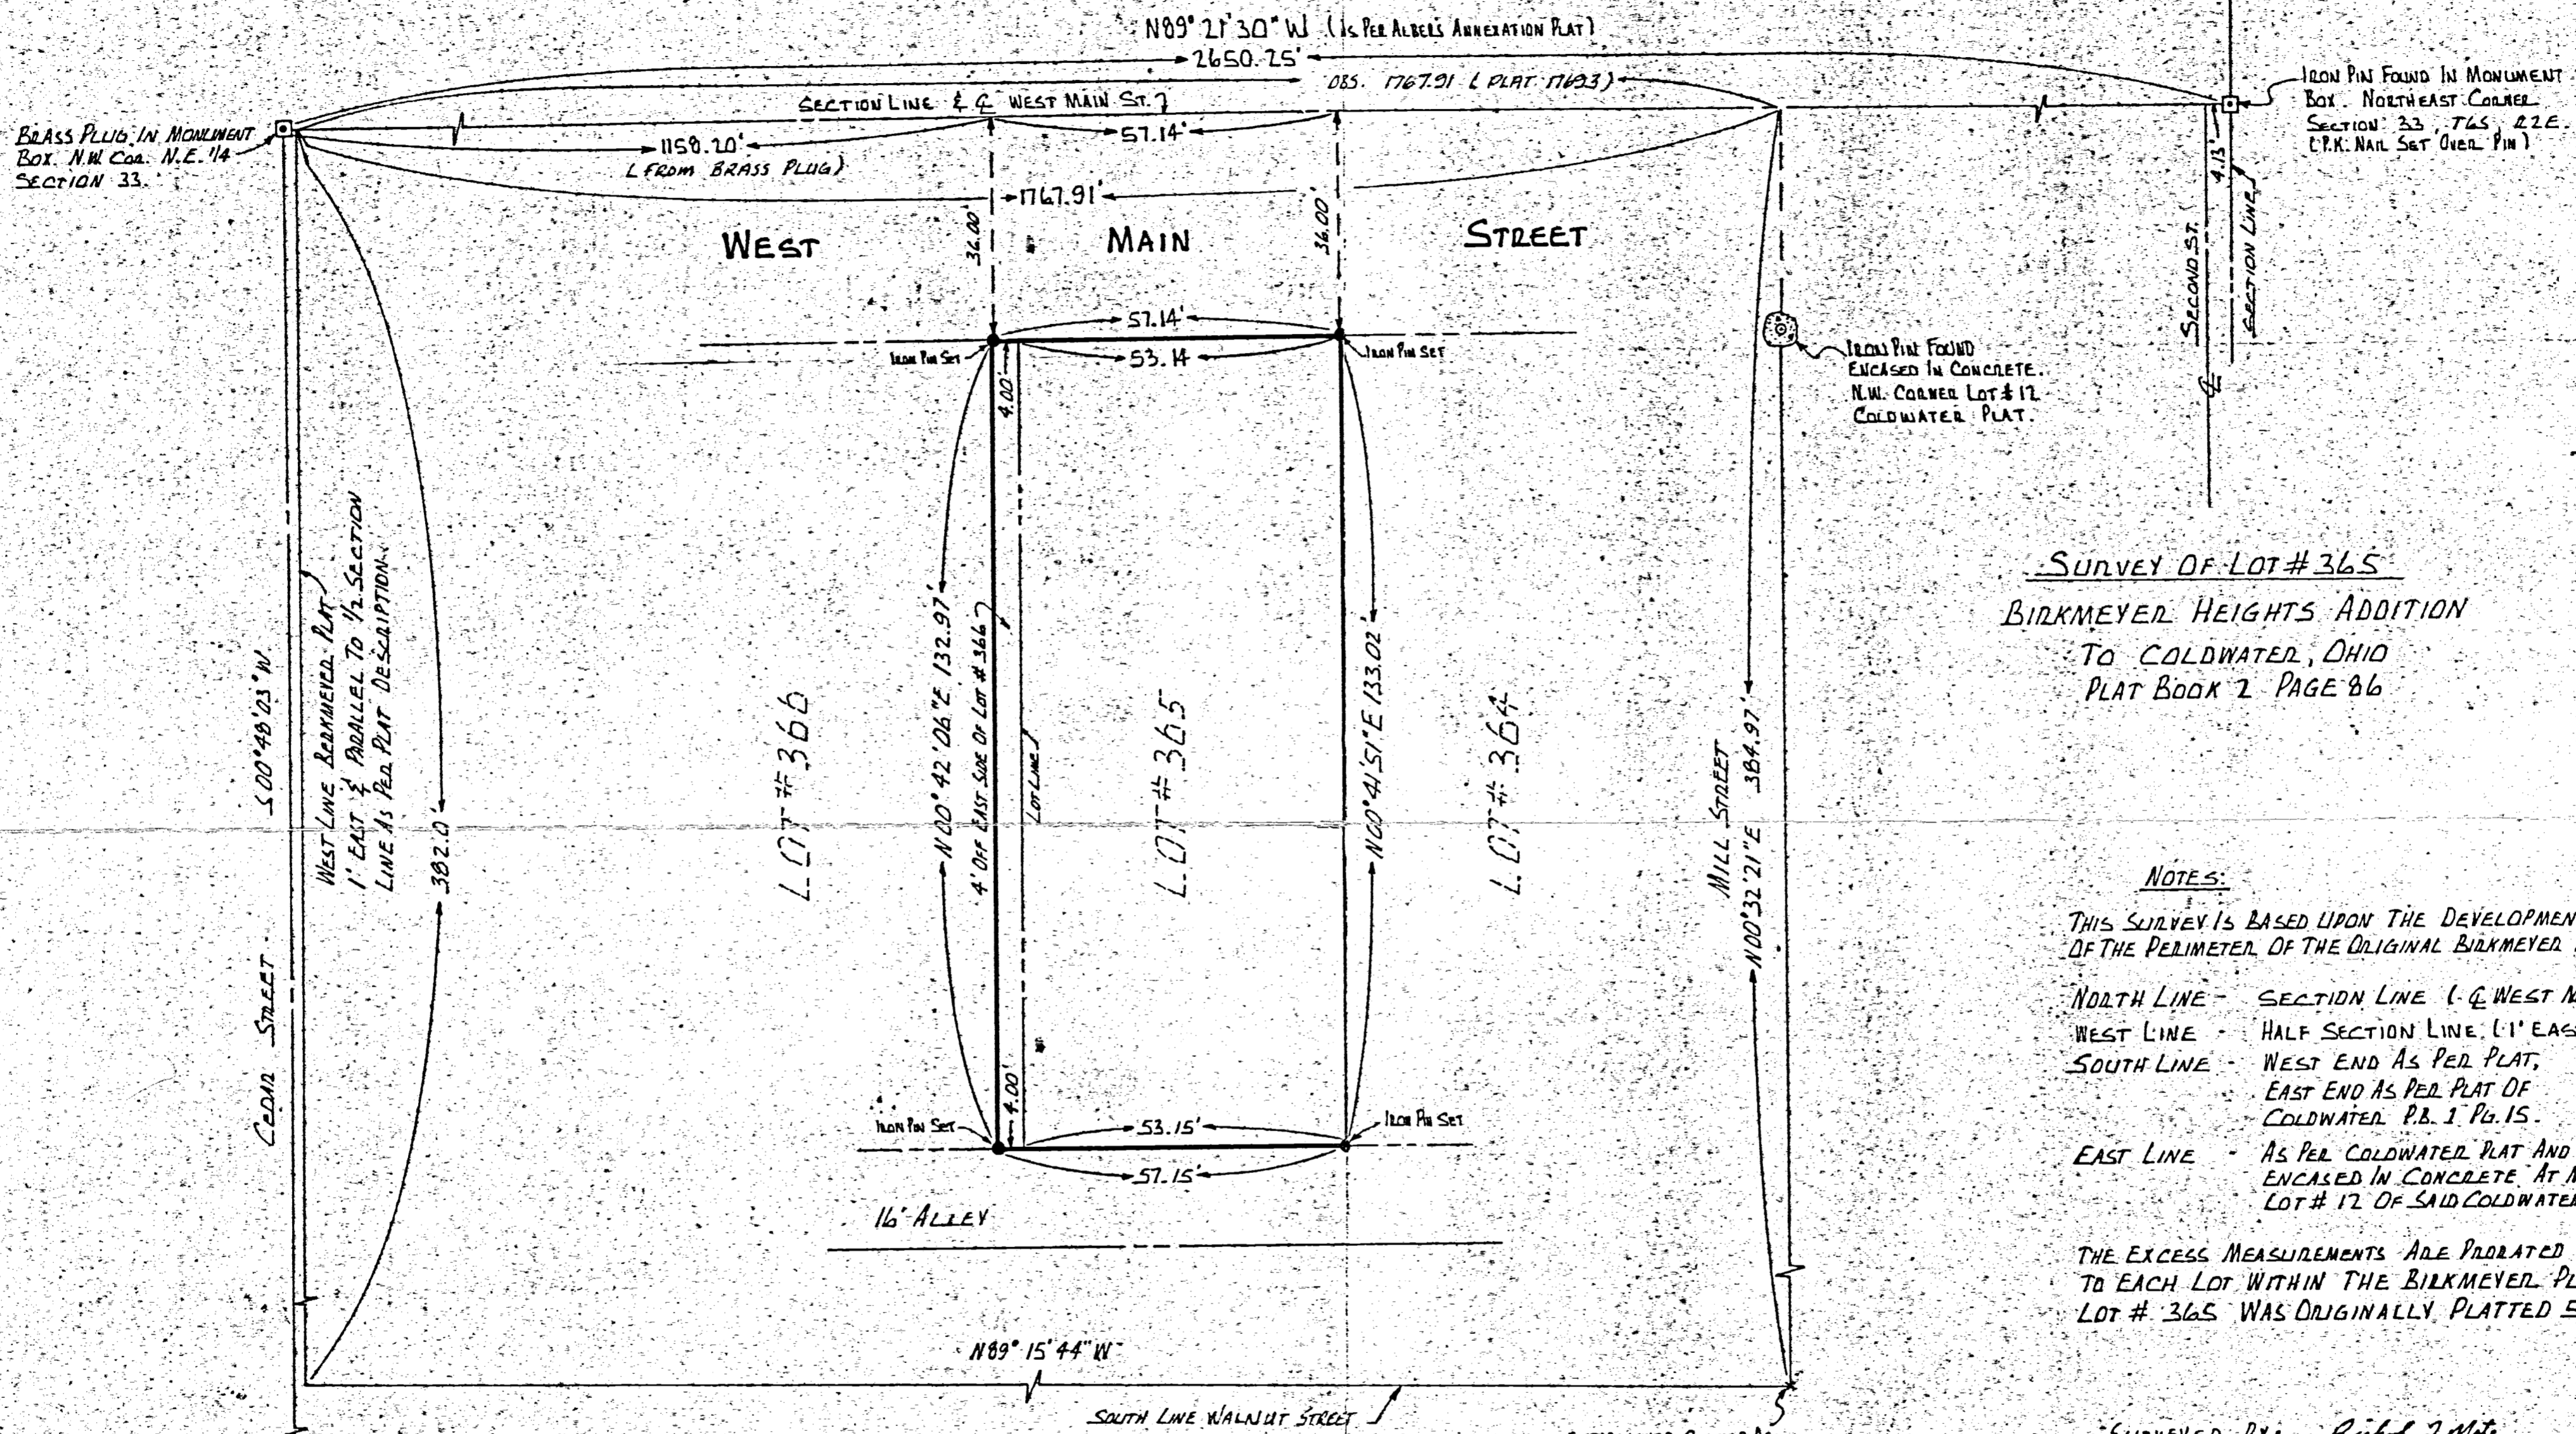 N89° 21' 30" W (As PER ALBERS ANNEXATION PLAT)
2650.25'
OBS. 1767.91 (PLAT 1769.3)
SECTION LINE & ℄ WEST MAIN ST.
IRON PIN FOUND IN MONUMENT
BOX. NORTHEAST CORNER
SECTION 33 T6S R2E.
(P.K. NAIL SET OVER PIN)
BRASS PLUG IN MONUMENT
BOX. N.W. COR. N.E. 1/4
SECTION 33.
1158.20'
(FROM BRASS PLUG)
57.14'
1767.91'
36.00'
36.00'
4.13'
SECOND ST.
SECTION LINE
℄
WEST MAIN STREET
57.14'
IRON PIN SET
53.14
IRON PIN SET
4.00'
IRON PIN FOUND
ENCASED IN CONCRETE.
N.W. CORNER LOT # 12
COLDWATER PLAT.
WEST LINE BERKMEYER PLAT
1' EAST & PARALLEL TO 1/2 SECTION
LINE AS PER PLAT DESCRIPTION.
S00° 48' 03" W
CEDAR STREET
382.0'
LOT # 366
N00° 42' 06" E 132.97'
4' OFF EAST SIDE OF LOT # 366
LOT LINE
LOT # 365
N00° 41' 51" E 133.02'
LOT # 364
MILL STREET
N00° 32' 21" E 384.97'
SURVEY OF LOT # 365
BIRKMEYER HEIGHTS ADDITION
TO COLDWATER, OHIO
PLAT BOOK 2 PAGE 86
4.00'
IRON PIN SET
53.15'
IRON PIN SET
57.15'
16' ALLEY
N89° 15' 44" W
SOUTH LINE WALNUT STREET
NOTES:
THIS SURVEY IS BASED UPON THE DEVELOPMEN
OF THE PERIMETER OF THE ORIGINAL BIRKMEYER
NORTH LINE - SECTION LINE (℄ WEST
WEST LINE - HALF SECTION LINE (1' EAS
SOUTH LINE - WEST END AS PER PLAT,
EAST END AS PER PLAT OF
COLDWATER P.B. 1 PG. 15.
EAST LINE - AS PER COLDWATER PLAT AND
ENCASED IN CONCRETE AT
LOT # 12 OF SAID COLDWATER
THE EXCESS MEASUREMENTS ARE PRORATED
TO EACH LOT WITHIN THE BIRKMEYER PL
LOT # 365 WAS ORIGINALLY PLATTED
SURVEYED BY: